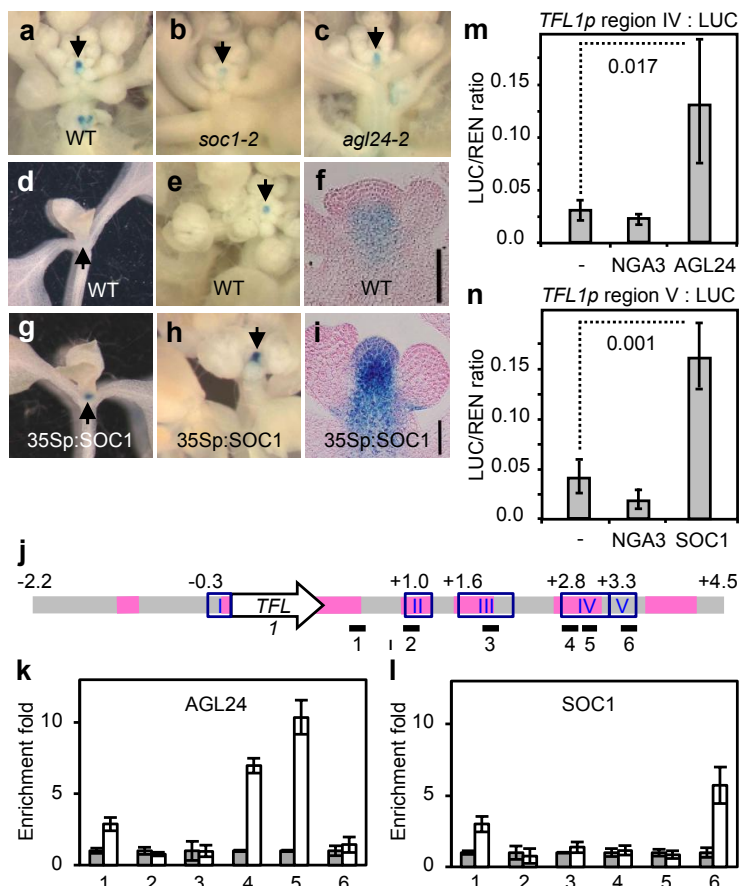 a
b
c
WT
soc1-2
agl24-2
d
e
f
WT
WT
WT
g
h
i
35Sp:SOC1
35Sp:SOC1
35Sp:SOC1
m
TFL1p region IV : LUC
LUC/REN ratio
0.15
0.10
0.05
0.0
0.017
- NGA3 AGL24
n
TFL1p region V : LUC
LUC/REN ratio
0.15
0.10
0.05
0.0
0.001
- NGA3 SOC1
j
-2.2 -0.3 +1.0 +1.6 +2.8 +3.3 +4.5
I TFL II III IV V
1
1 2 3 4 5 6
k
AGL24
Enrichment fold
10
5
0
1 2 3 4 5 6
l
SOC1
Enrichment fold
10
5
0
1 2 3 4 5 6